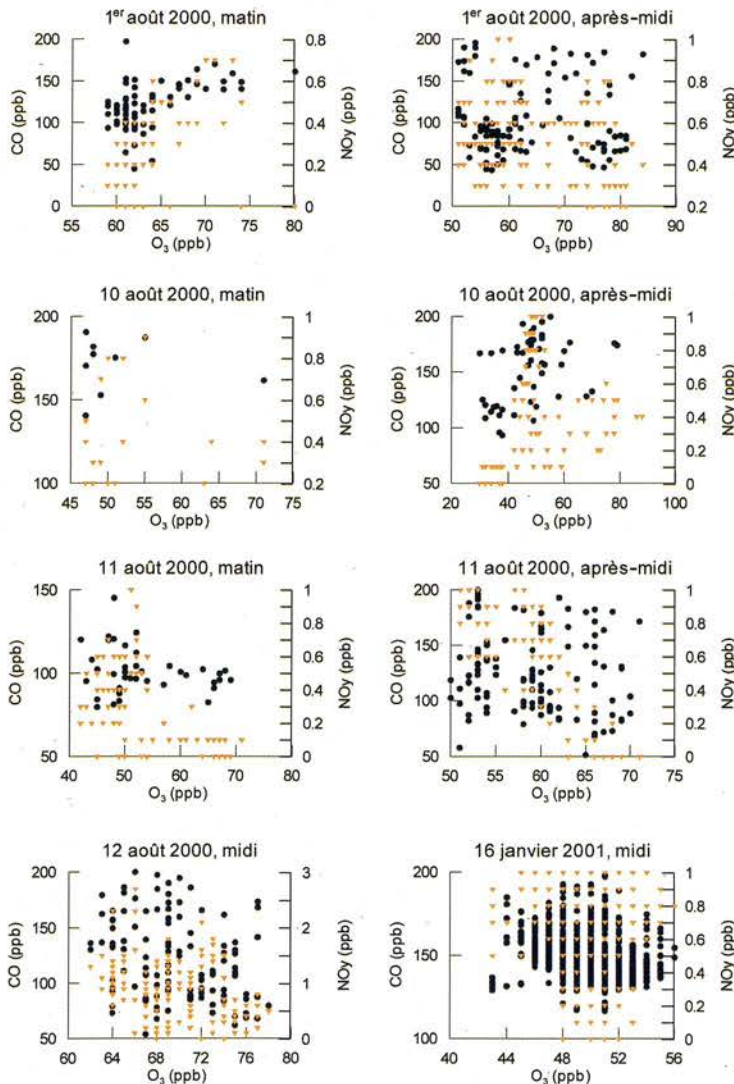 1er août 2000, matin
200
150
100
50
0
CO (ppb)
0.8
0.6
0.4
0.2
0
NOy (ppb)
55 60 65 70 75 80
O3 (ppb)
1er août 2000, après-midi
200
150
100
50
0
CO (ppb)
1
0.8
0.6
0.4
0.2
NOy (ppb)
50 60 70 80 90
O3 (ppb)
10 août 2000, matin
200
150
100
CO (ppb)
1
0.8
0.6
0.4
0.2
NOy (ppb)
45 50 55 60 65 70 75
O3 (ppb)
10 août 2000, après-midi
200
150
100
50
CO (ppb)
1
0.8
0.6
0.4
0.2
0
NOy (ppb)
20 40 60 80 100
O3 (ppb)
11 août 2000, matin
150
100
50
CO (ppb)
1
0.8
0.6
0.4
0.2
0
NOy (ppb)
40 50 60 70 80
O3 (ppb)
11 août 2000, après-midi
200
150
100
50
CO (ppb)
1
0.8
0.6
0.4
0.2
0
NOy (ppb)
50 55 60 65 70 75
O3 (ppb)
12 août 2000, midi
200
150
100
50
CO (ppb)
3
2
1
0
NOy (ppb)
60 64 68 72 76 80
O3 (ppb)
16 janvier 2001, midi
200
150
100
CO (ppb)
1
0.8
0.6
0.4
0.2
0
NOy (ppb)
40 44 48 52 56
O3 (ppb)